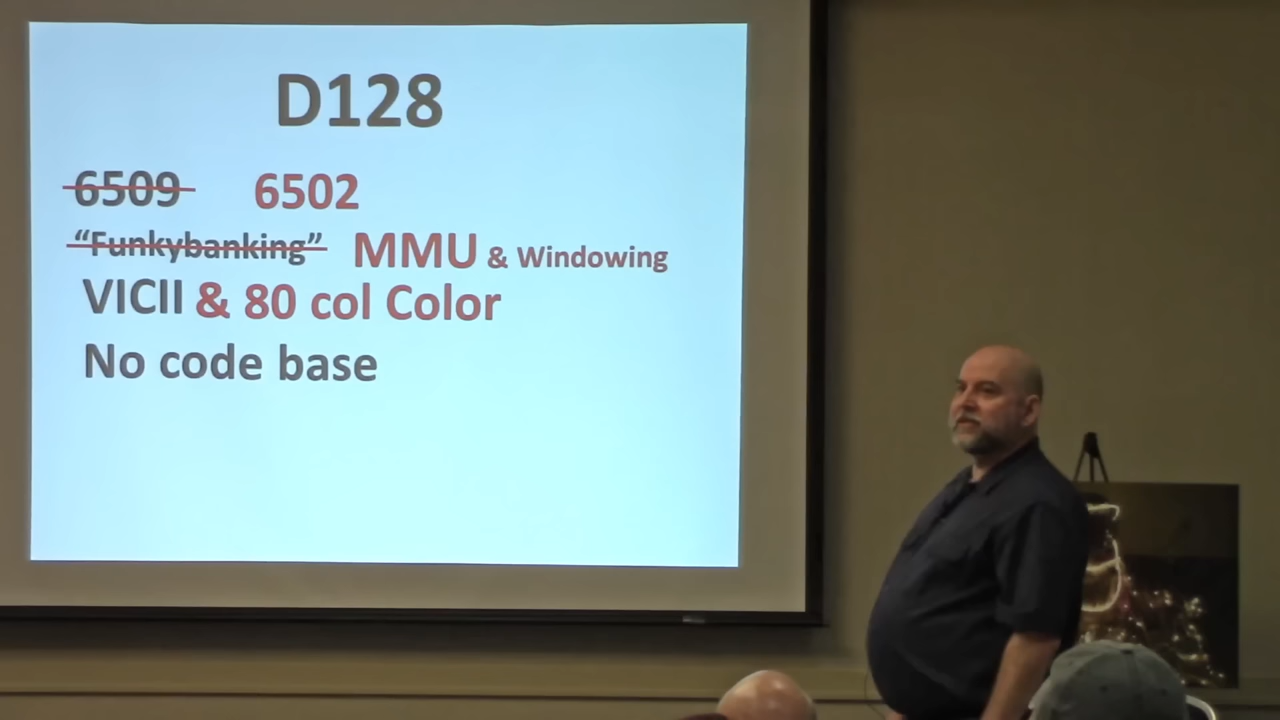 D128
6509 6502
“Funkybanking” MMU & Windowing
VICII & 80 col Color
No code base